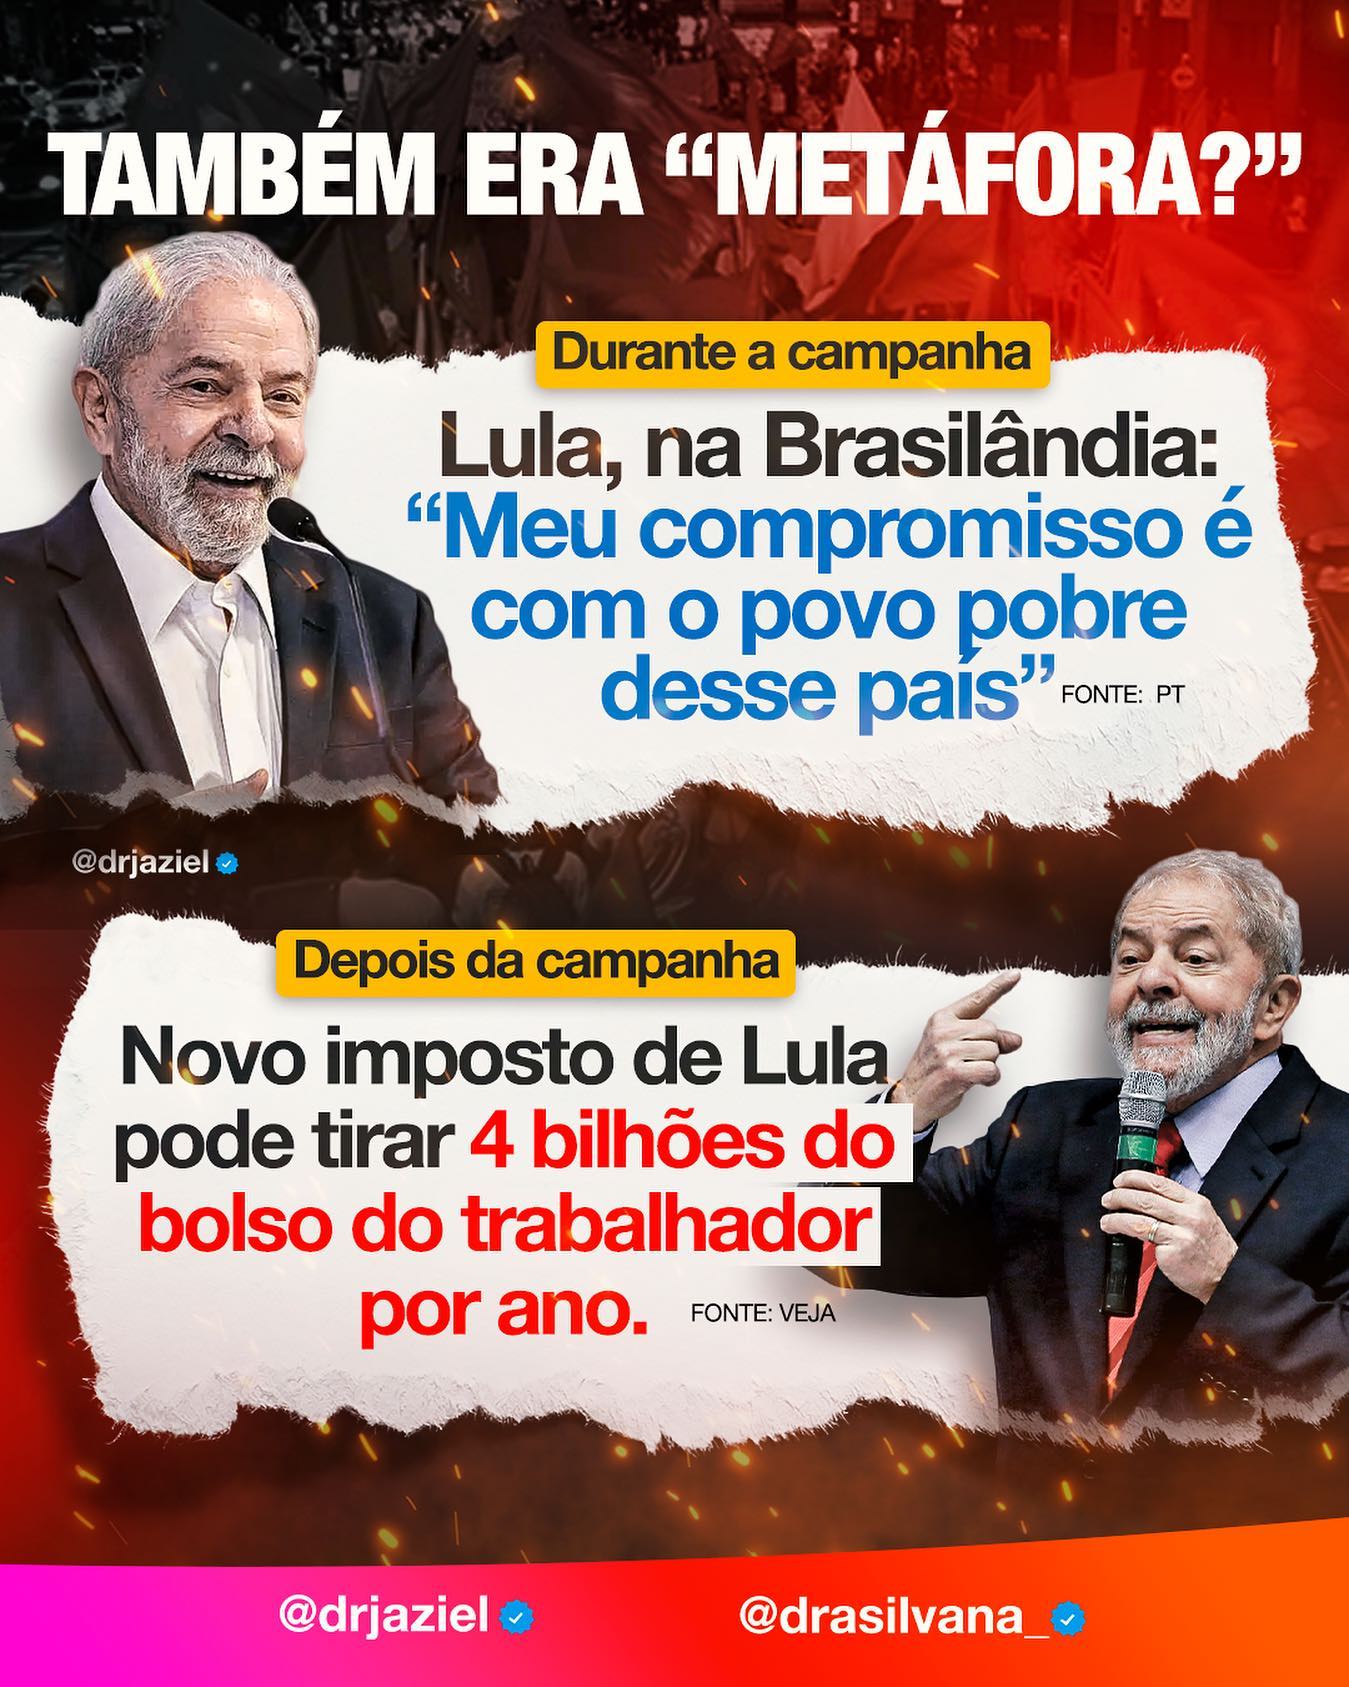 TAMBÉM ERA “METÁFORA?”
Durante a campanha
Lula, na Brasilândia:
“Meu compromisso é
com o povo pobre
desse país” FONTE: PT
@drjaziel
Depois da campanha
Novo imposto de Lula
pode tirar 4 bilhões do
bolso do trabalhador
por ano. FONTE: VEJA
@drjaziel @drasilvana_